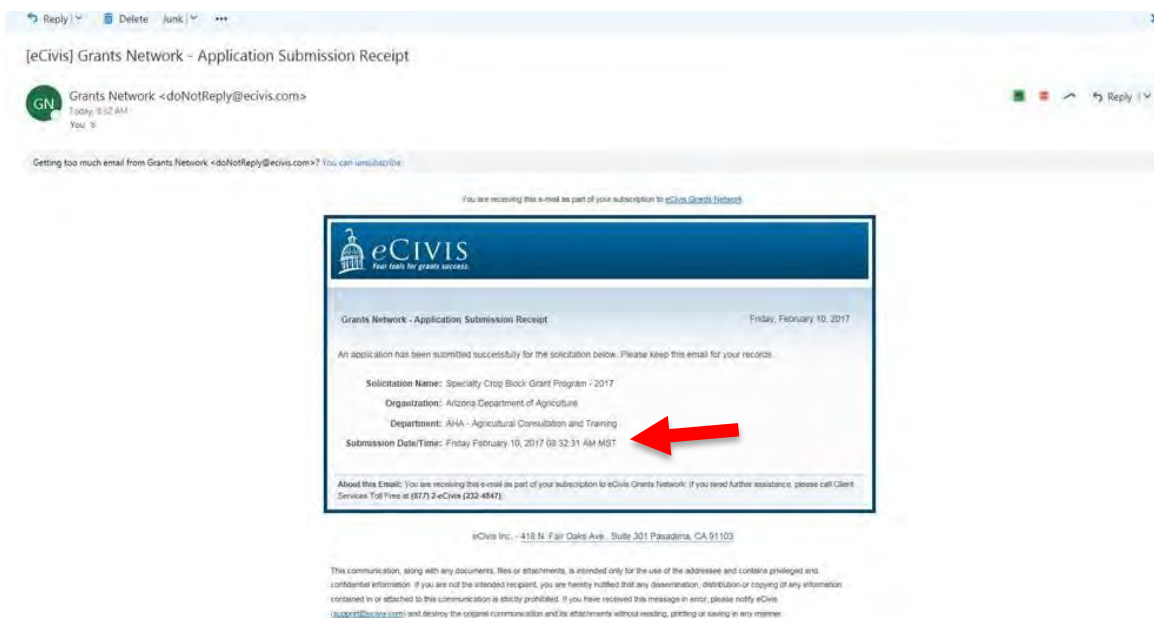 Reply Delete Junk
[eCivis] Grants Network - Application Submission Receipt
GN
Grants Network <doNotReply@ecivis.com>
Today, AM
You
Reply
Getting too much email from Grants Network <doNotReply@ecivis.com>? You can unsubscribe
You are receiving this e-mail as part of your subscription to eCivis Grants Network.
eCIVIS
Your tools for grants success.
Grants Network - Application Submission Receipt Friday, February 10, 2017
An application has been submitted successfully for the solicitation below. Please keep this email for your records.
Solicitation Name: Specialty Crop Block Grant Program - 2017
Organization: Arizona Department of Agriculture
Department: AHA - Agricultural Consultation and Training
Submission Date/Time: Friday February 10, 2017 08:32:31 AM MST
About this Email: You are receiving this e-mail as part of your subscription to eCivis Grants Network. If you need further assistance, please call Client
Services Toll Free at (877) 2-eCivis (232-4847)
eCivis Inc. - 418 N. Fair Oaks Ave., Suite 301 Pasadena, CA 91103
This communication, along with any documents, files or attachments, is intended only for the use of the addressee and contains privileged and
confidential information. If you are not the intended recipient, you are hereby notified that any dissemination, distribution or copying of any information
contained in or attached to this communication is strictly prohibited. If you have received this message in error, please notify eCivis
(support@ecivis.com) and destroy the original communication and its attachments without reading, printing or saving in any manner.